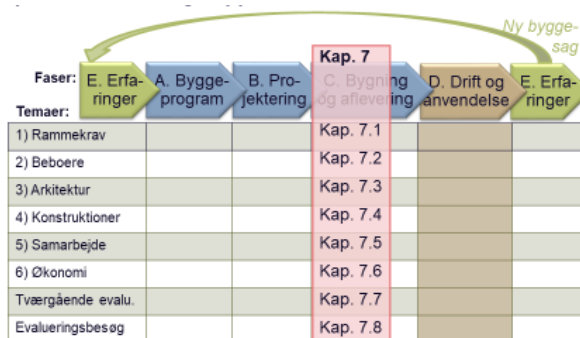 Ny bygge-
sag
Kap. 7
Faser:
E. Erfa-
ringer
A. Bygge-
program
B. Pro-
jektering
C. Bygning
og aflevering
D. Drift og
anvendelse
E. Erfa-
ringer
Temaer:
1) Rammekrav
Kap. 7.1
2) Beboere
Kap. 7.2
3) Arkitektur
Kap. 7.3
4) Konstruktioner
Kap. 7.4
5) Samarbejde
Kap. 7.5
6) Økonomi
Kap. 7.6
Tværgående evalu.
Kap. 7.7
Evalueringsbesøg
Kap. 7.8